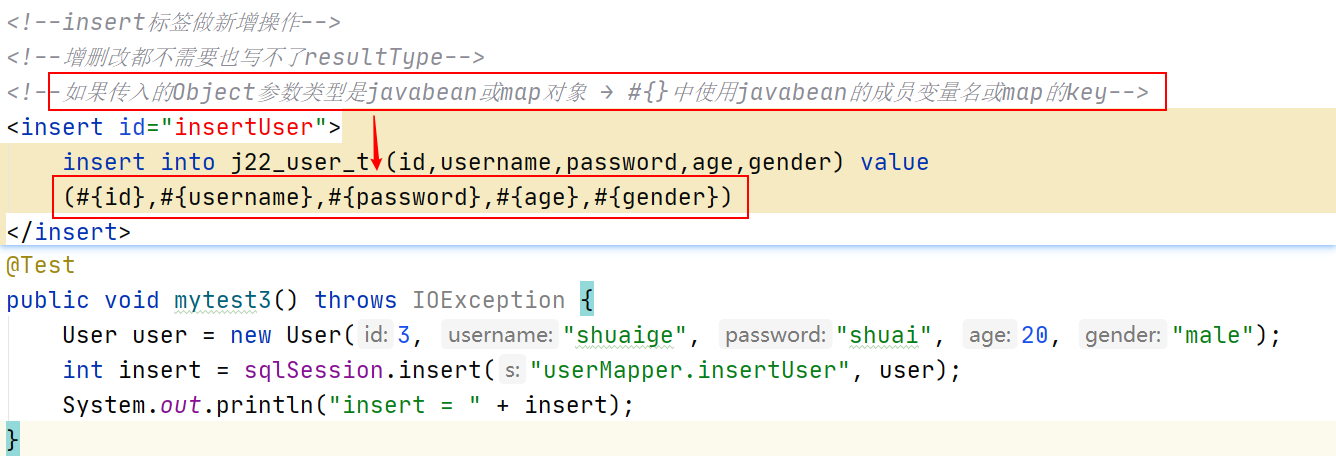 <!--insert标签做新增操作-->
<!--增删改都不需要也写不了resultType-->
<!--如果传入的Object参数类型是javabean或map对象 → #{}中使用javabean的成员变量名或map的key-->
<insert id="insertUser">
insert into j22_user_t (id,username,password,age,gender) value
(#{id},#{username},#{password},#{age},#{gender})
</insert>
@Test
public void mytest3() throws IOException {
User user = new User( id: 3, username: "shuaige", password: "shuai", age: 20, gender: "male");
int insert = sqlSession.insert( s: "userMapper.insertUser", user);
System.out.println("insert = " + insert);
}